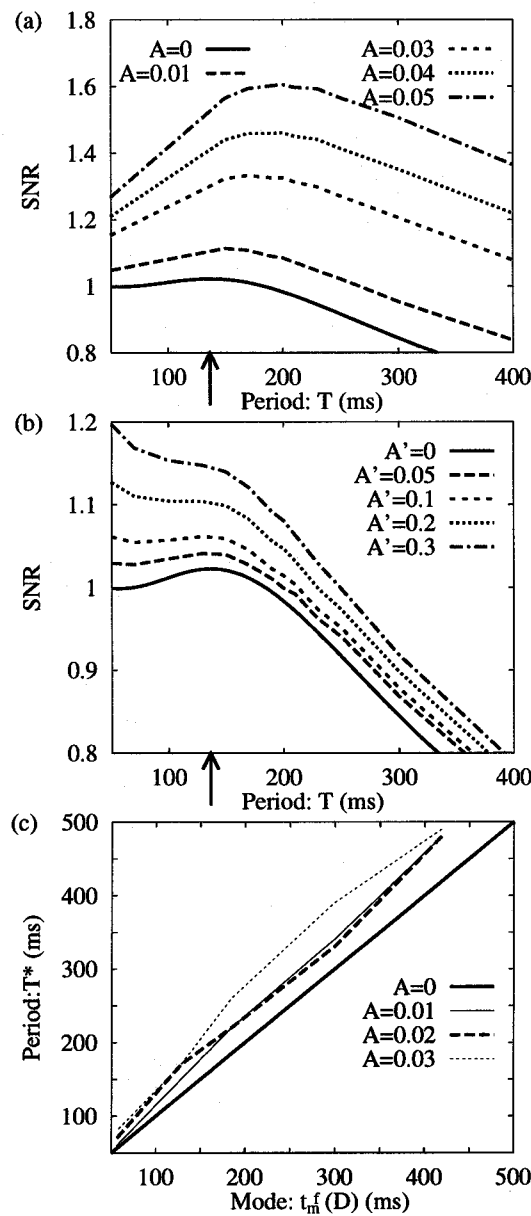 (a)
1.8
1.6
1.4
1.2
1
0.8
SNR
A=0
A=0.01
A=0.03
A=0.04
A=0.05
100 200 300 400
Period: T (ms)
(b)
1.2
1.1
1
0.9
0.8
SNR
A'=0
A'=0.05
A'=0.1
A'=0.2
A'=0.3
100 200 300 400
Period: T (ms)
(c)
500
400
300
200
100
Period:T* (ms)
A=0
A=0.01
A=0.02
A=0.03
100 200 300 400 500
Mode: t_m^f(D) (ms)